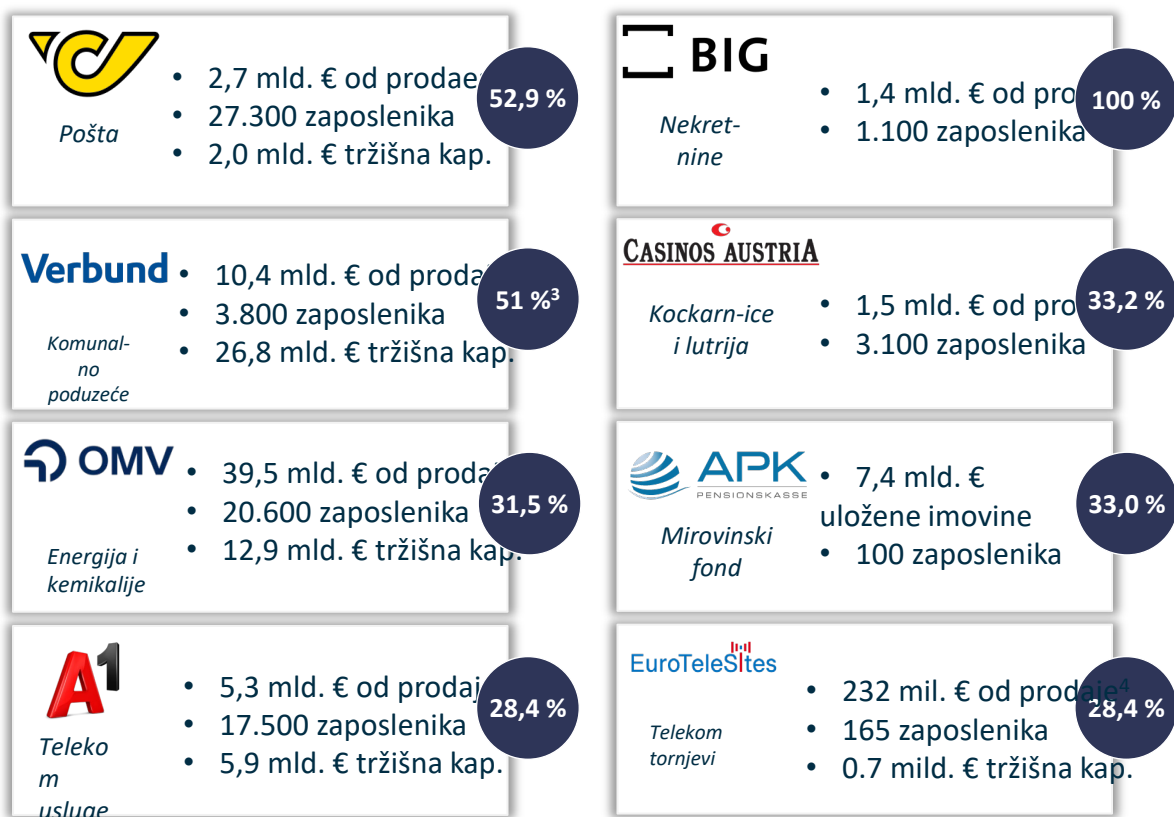 Pošta
• 2,7 mld. € od prodae
• 27.300 zaposlenika
• 2,0 mld. € tržišna kap.
52,9 %
BIG
Nekret-
nine
• 1,4 mld. € od pro
• 1.100 zaposlenika
100 %
Verbund
Komunal-
no
poduzeće
• 10,4 mld. € od proda
• 3.800 zaposlenika
• 26,8 mld. € tržišna kap.
51 %³
CASINOS AUSTRIA
Kockarn-ice
i lutrija
• 1,5 mld. € od pro
• 3.100 zaposlenika
33,2 %
OMV
Energija i
kemikalije
• 39,5 mld. € od proda
• 20.600 zaposlenika
• 12,9 mld. € tržišna kap.
31,5 %
APK
PENSIONSKASSE
Mirovinski
fond
• 7,4 mld. €
uložene imovine
• 100 zaposlenika
33,0 %
A1
Teleko
m
usluge
• 5,3 mld. € od prodaj
• 17.500 zaposlenika
• 5,9 mld. € tržišna kap.
28,4 %
EuroTeleSites
Telekom
tornjevi
• 232 mil. € od prodaje⁴
• 165 zaposlenika
• 0.7 mild. € tržišna kap.
28,4 %